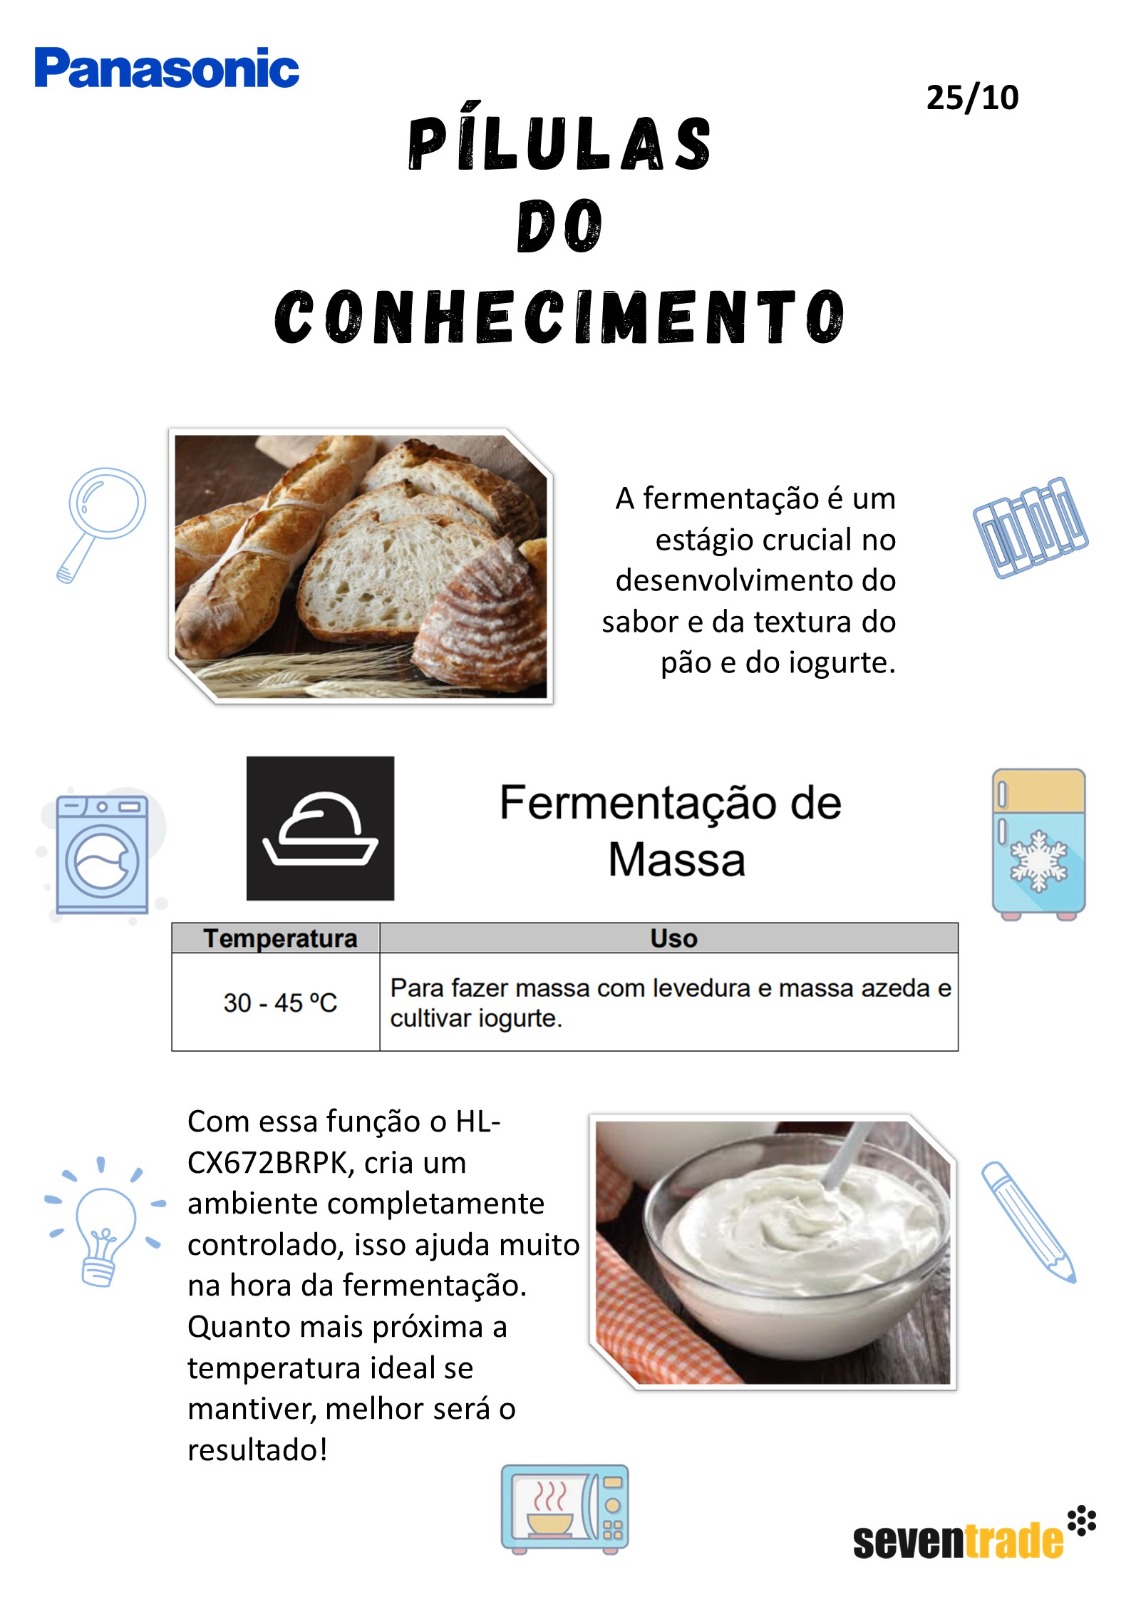 Panasonic
25/10
PÍLULAS
DO
CONHECIMENTO
A fermentação é um
estágio crucial no
desenvolvimento do
sabor e da textura do
pão e do iogurte.
Fermentação de
Massa
Temperatura
Uso
30 - 45 ºC
Para fazer massa com levedura e massa azeda e
cultivar iogurte.
Com essa função o HL-
CX672BRPK, cria um
ambiente completamente
controlado, isso ajuda muito
na hora da fermentação.
Quanto mais próxima a
temperatura ideal se
mantiver, melhor será o
resultado!
seventrade